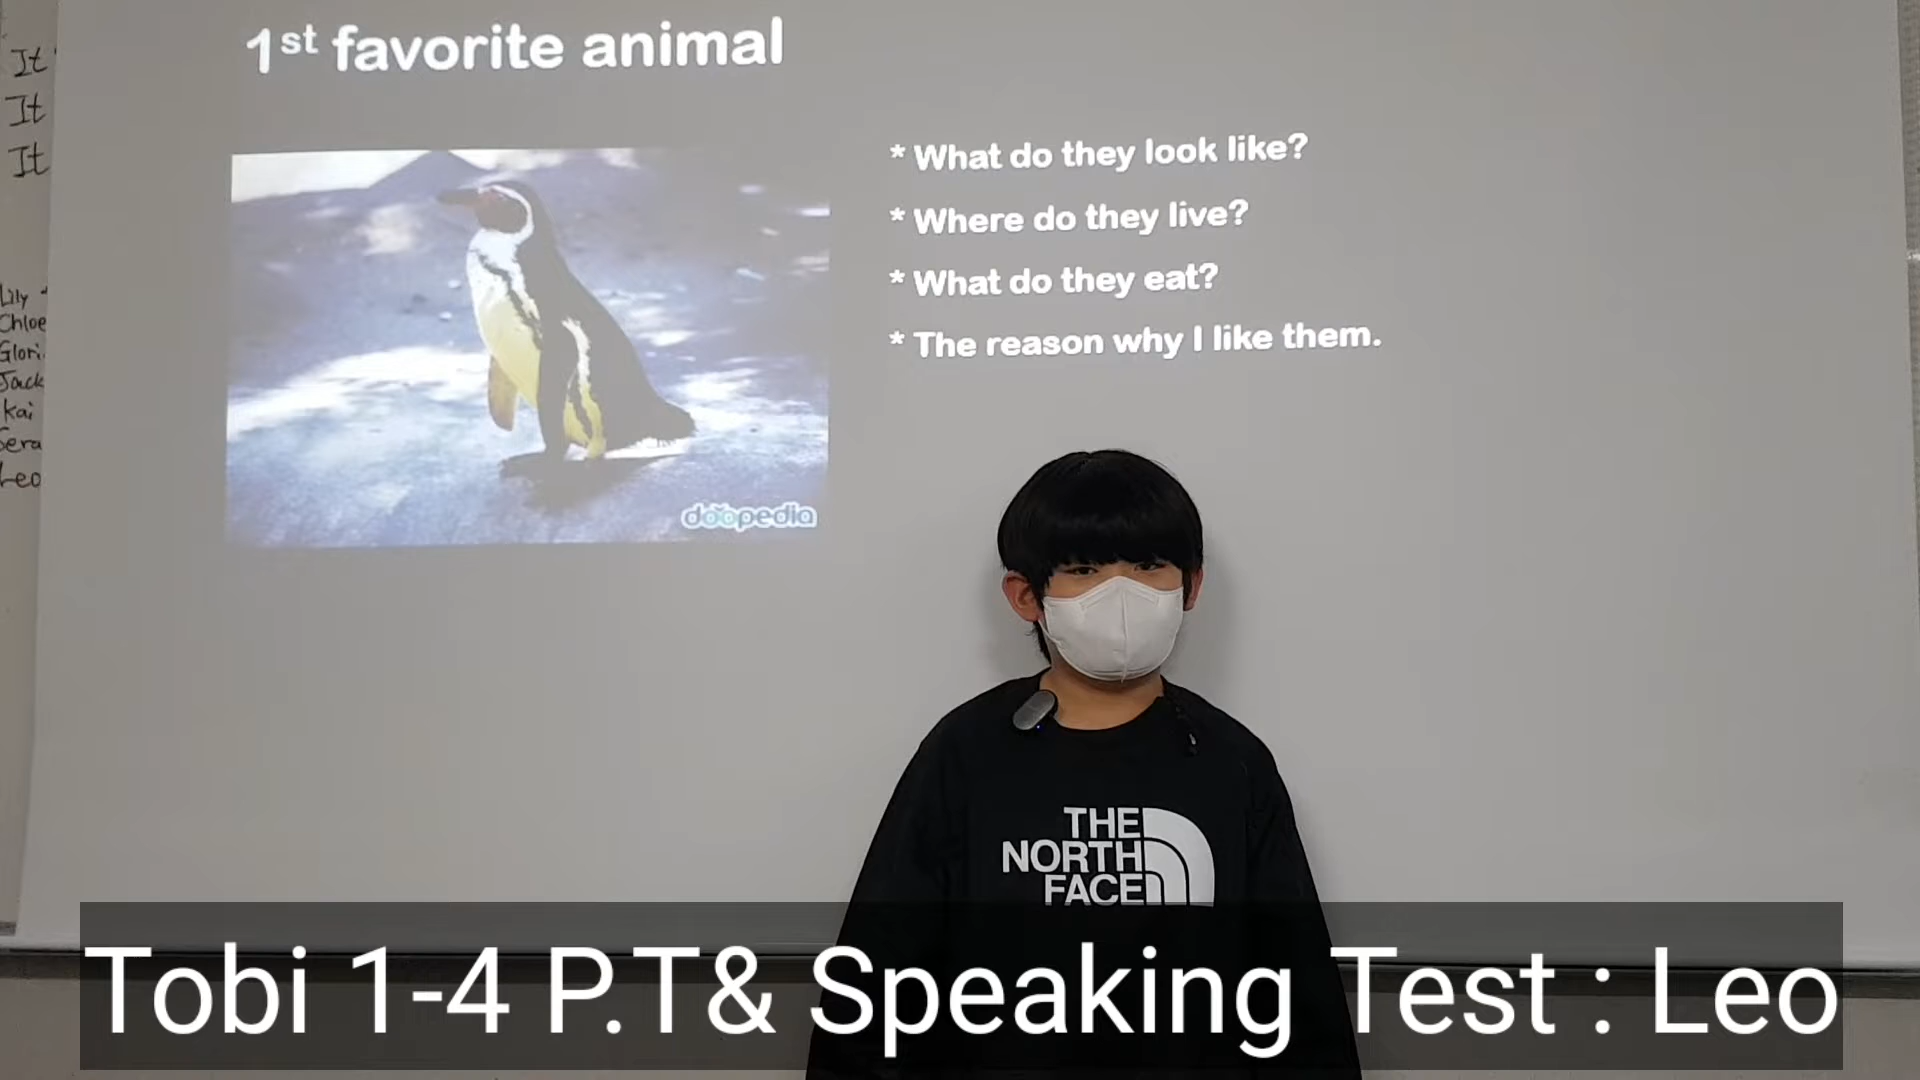 1st favorite animal
* What do they look like?
* Where do they live?
* What do they eat?
* The reason why I like them.
doopedia
It
It
It
Lily
Chloe
Glori
Jack
Kai
Sera
Leo
THE
NORTH
FACE
Tobi 1-4 P.T& Speaking Test : Leo